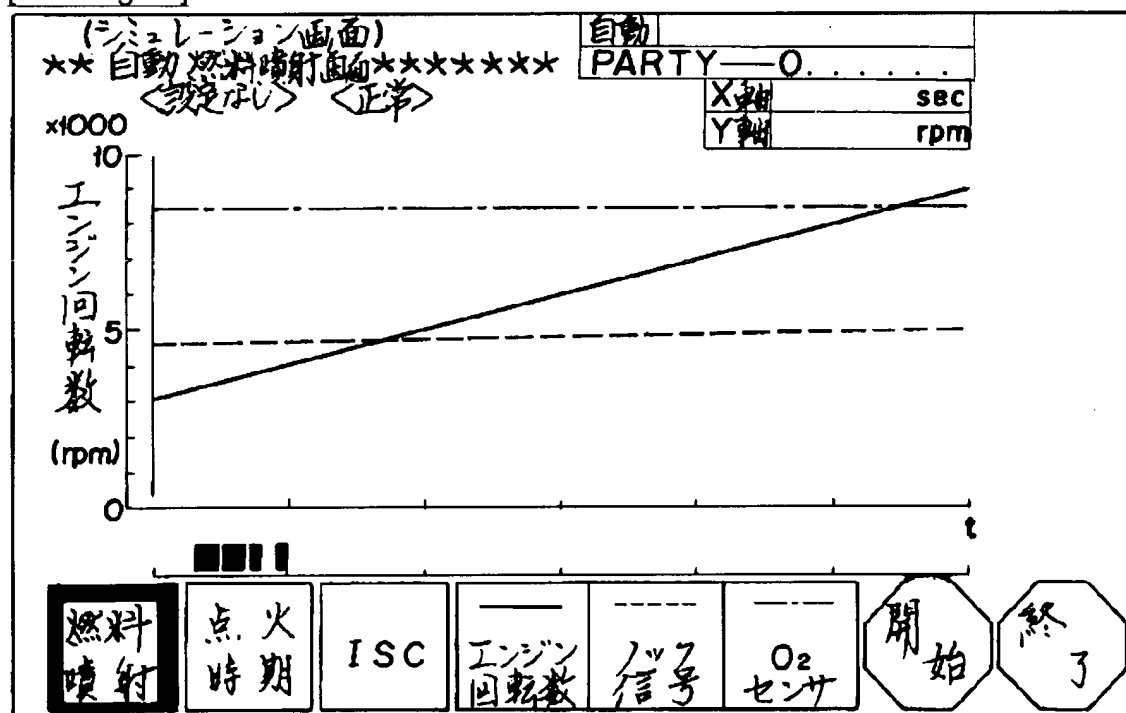 (シミュレーション画面)
** 自動 燃料噴射画面*******
<設定なし> <正常>
自動
PARTY—O......
X軸 sec
Y軸 rpm
×1000
10
エンジン回転数
5
(rpm)
0
t
燃料
噴射
点火
時期
ISC
エンジン
回転数
ノック
信号
O2
センサ
開始
終了